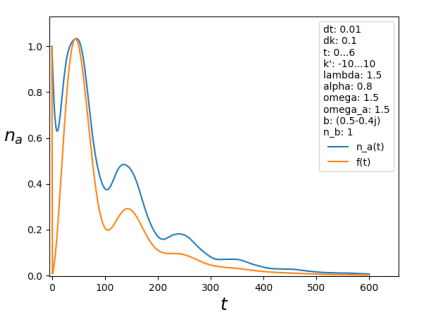 dt: 0.01
dk: 0.1
t: 0...6
k': -10...10
lambda: 1.5
alpha: 0.8
omega: 1.5
omega_a: 1.5
b: (0.5-0.4j)
n_b: 1
n_a(t)
f(t)
1.0
0.8
0.6
0.4
0.2
0.0
n_a
0 100 200 300 400 500 600
t